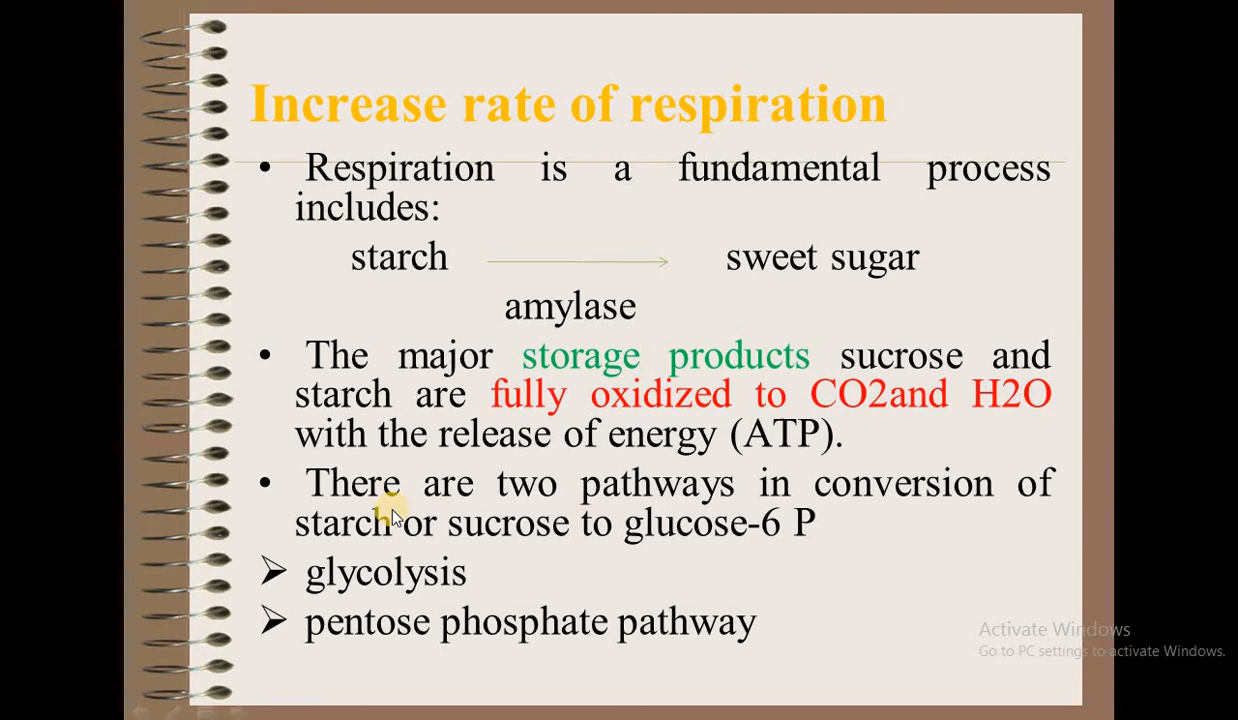 Increase rate of respiration
• Respiration is a fundamental process
includes:
starch sweet sugar
amylase
• The major storage products sucrose and
starch are fully oxidized to CO2and H2O
with the release of energy (ATP).
• There are two pathways in conversion of
starch or sucrose to glucose-6 P
➢ glycolysis
➢ pentose phosphate pathway
Activate Windows
Go to PC settings to activate Windows.